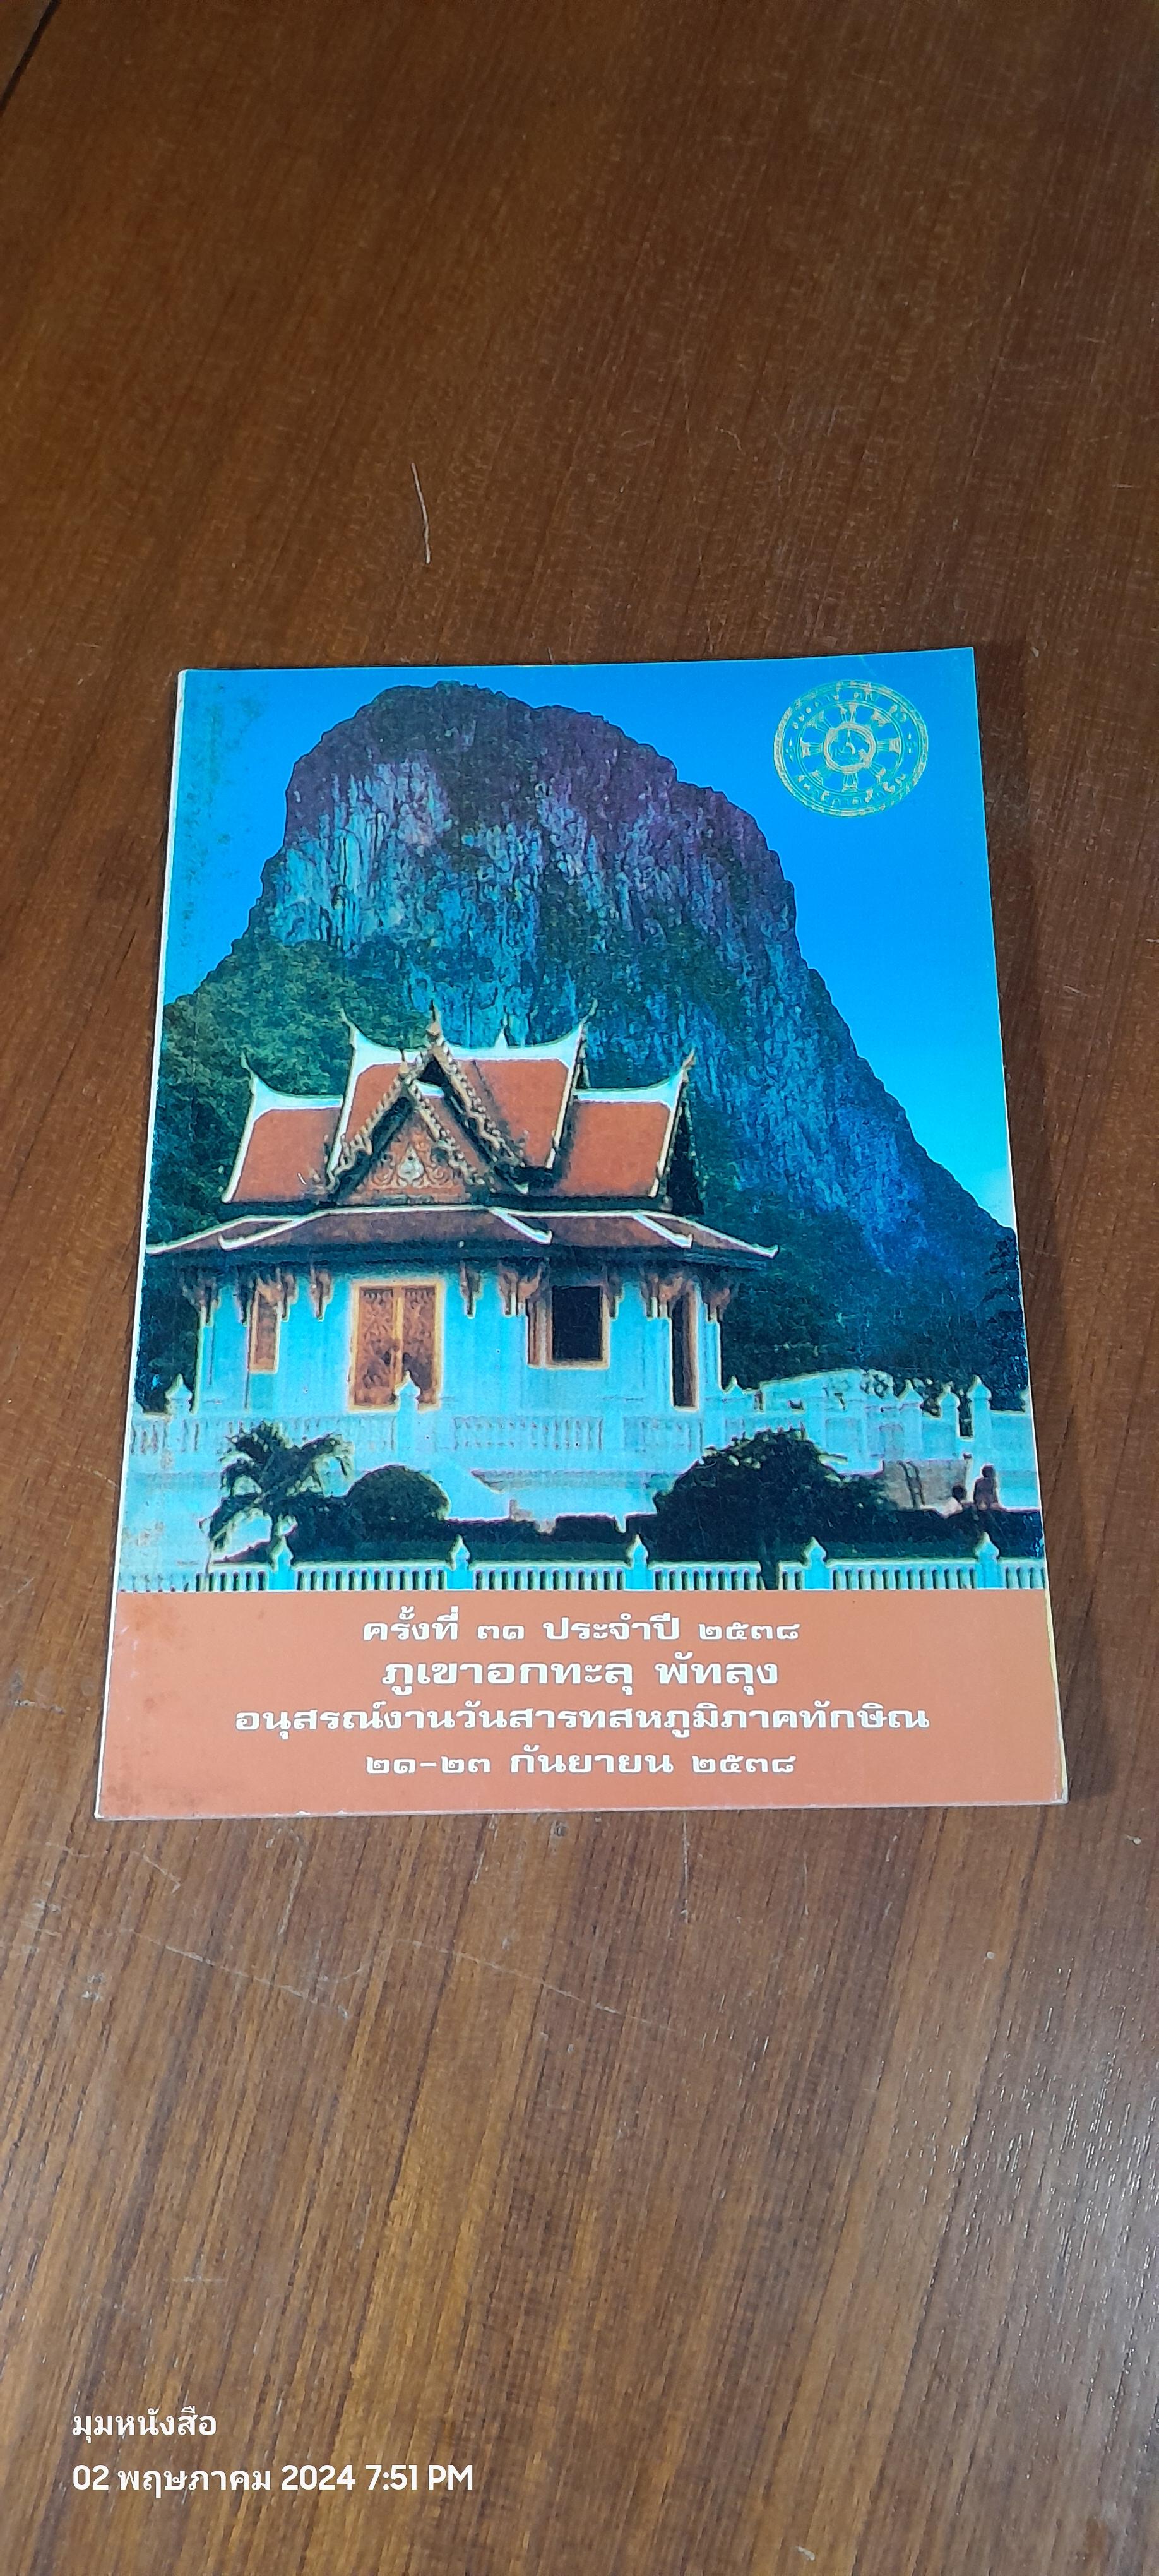 ครั้งที่ ๓๑ ประจำปี ๒๕๓๘
ภูเขาอกทะลุ พัทลุง
อนุสรณ์งานวันสารทสหภูมิภาคทักษิณ
๒๑-๒๓ กันยายน ๒๕๓๘
มุมหนังสือ
02 พฤษภาคม 2024 7:51 PM